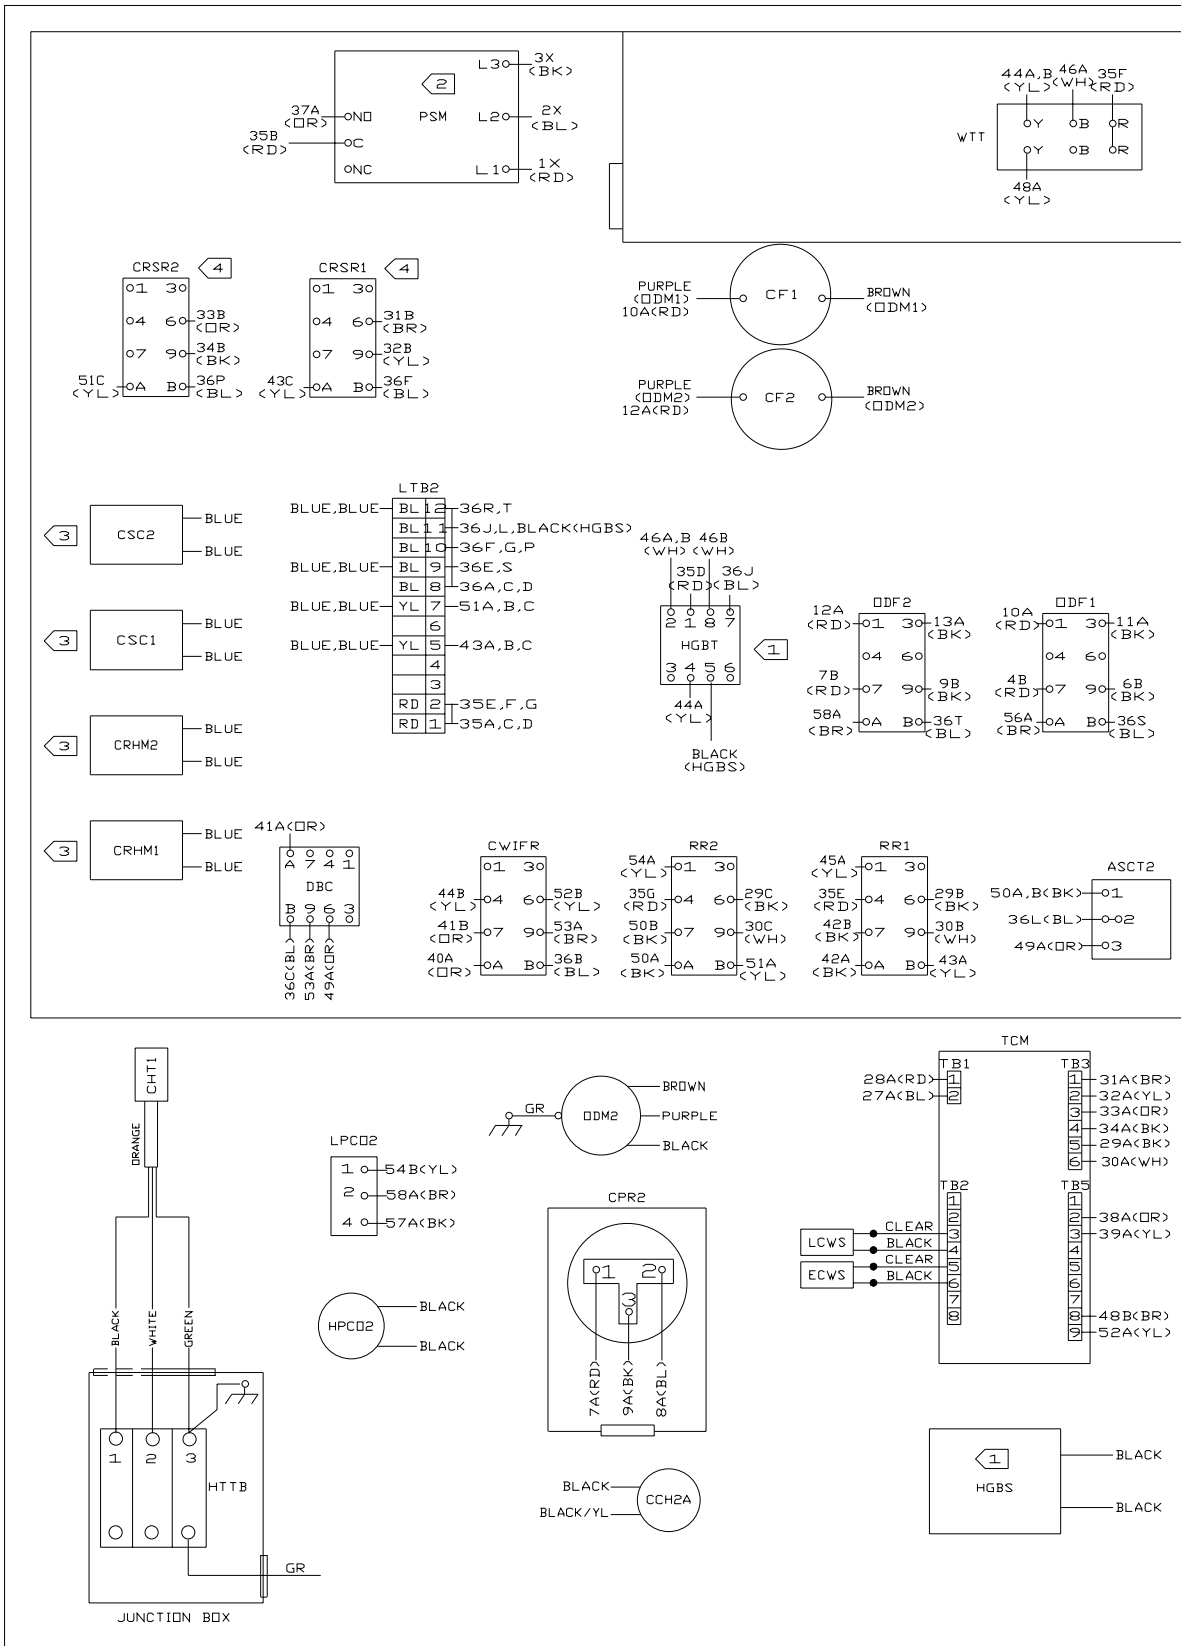 L3 3X
(BK)
2
37A
(OR)
NO PSM L2 2X
(BL)
35B
(RD)
C
NC L1 1X
(RD)
44A,B
(YL)
46A
(WH)
35F
(RD)
WTT
Y B R
Y B R
48A
(YL)
CRSR2 4
1 3
4 6 33B
(OR)
7 9 34B
(BK)
51C
(YL)
A B 36P
(BL)
CRSR1 4
1 3
4 6 31B
(BR)
7 9 32B
(YL)
43C
(YL)
A B 36F
(BL)
PURPLE
(ODM1)
10A(RD)
CF1
BROWN
(ODM1)
PURPLE
(ODM2)
12A(RD)
CF2
BROWN
(ODM2)
3 CSC2 BLUE
BLUE
3 CSC1 BLUE
BLUE
3 CRHM2 BLUE
BLUE
3 CRHM1 BLUE
BLUE
LTB2
BLUE,BLUE BL 12 36R,T
BL 11 36J,L,BLACK(HGBS)
BL 10 36F,G,P
BLUE,BLUE BL 9 36E,S
BL 8 36A,C,D
BLUE,BLUE YL 7 51A,B,C
6
BLUE,BLUE YL 5 43A,B,C
4
3
RD 2 35E,F,G
RD 1 35A,C,D
46A,B
(WH)
46B
(WH)
35D
(RD)
36J
(BL)
2 1 8 7
HGBT 1
3 4 5 6
44A
(YL)
BLACK
(HGBS)
ODF2
12A
(RD)
1 3 13A
(BK)
4 6
7B
(RD)
7 9 9B
(BK)
58A
(BR)
A B 36T
(BL)
ODF1
10A
(RD)
1 3 11A
(BK)
4 6
4B
(RD)
7 9 6B
(BK)
56A
(BR)
A B 36S
(BL)
41A(OR)
A 7 4 1
DBC
B 9 6 3
36C(BL)
53A(BR)
49A(OR)
CWIFR
1 3
44B
(YL)
4 6 52B
(YL)
41B
(OR)
7 9 53A
(BR)
40A
(OR)
A B 36B
(BL)
RR2
54A
(YL)
1 3
35G
(RD)
4 6 29C
(BK)
50B
(BK)
7 9 30C
(WH)
50A
(BK)
A B 51A
(YL)
RR1
45A
(YL)
1 3
35E
(RD)
4 6 29B
(BK)
42B
(BK)
7 9 30B
(WH)
42A
(BK)
A B 43A
(YL)
ASCT2
50A,B(BK) 1
36L(BL) 2
49A(OR) 3
CHT1
ORANGE
BLACK
WHITE
GREEN
1 2 3
HTTB
GR
JUNCTION BOX
LPCO2
1 54B(YL)
2 58A(BR)
4 57A(BK)
HPCO2
BLACK
BLACK
GR
ODM2
BROWN
PURPLE
BLACK
CPR2
1 2
3
7A(RD)
9A(BK)
8A(BL)
BLACK
BLACK/YL
CCH2A
TCM
TB1
28A(RD) 1
27A(BL) 2
TB3
1 31A(BR)
2 32A(YL)
3 33A(OR)
4 34A(BK)
5 29A(BK)
6 30A(WH)
TB2
1
2
LCWS
CLEAR 3
BLACK 4
ECWS
CLEAR 5
BLACK 6
7
8
TB5
1
2 38A(OR)
3 39A(YL)
4
5
6
7
8 48B(BR)
9 52A(YL)
1
HGBS
BLACK
BLACK